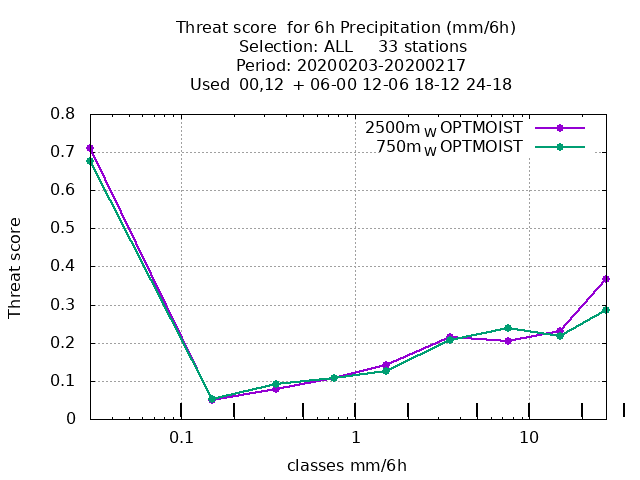 Threat score  for 6h Precipitation (mm/6h)
Selection: ALL     33 stations
Period: 20200203-20200217
Used  00,12  + 06-00 12-06 18-12 24-18
2500m W OPTMOIST
750m W OPTMOIST
0.8
0.7
0.6
0.5
0.4
0.3
0.2
0.1
0
Threat score
0.1
1
10
classes mm/6h